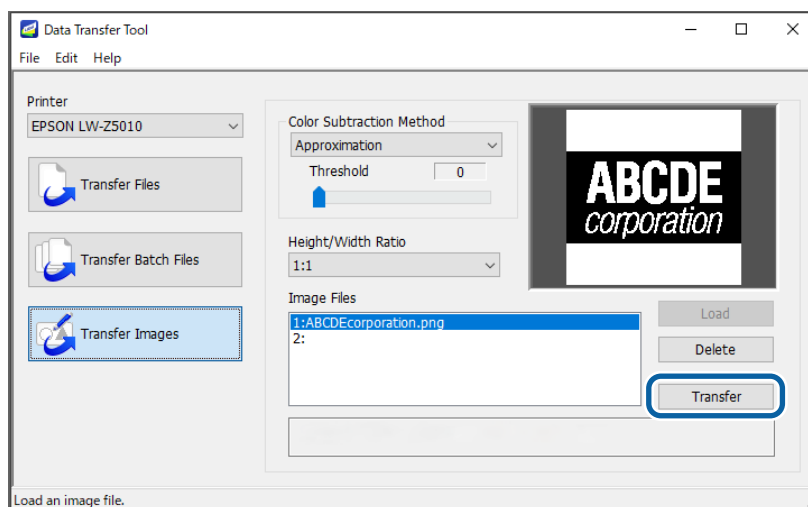 Data Transfer Tool
File Edit Help
Printer
EPSON LW-Z5010
Transfer Files
Transfer Batch Files
Transfer Images
Color Subtraction Method
Approximation
Threshold 0
Height/Width Ratio
1:1
Image Files
1:ABCDEcorporation.png
2:
ABCDE
corporation
Load
Delete
Transfer
Load an image file.